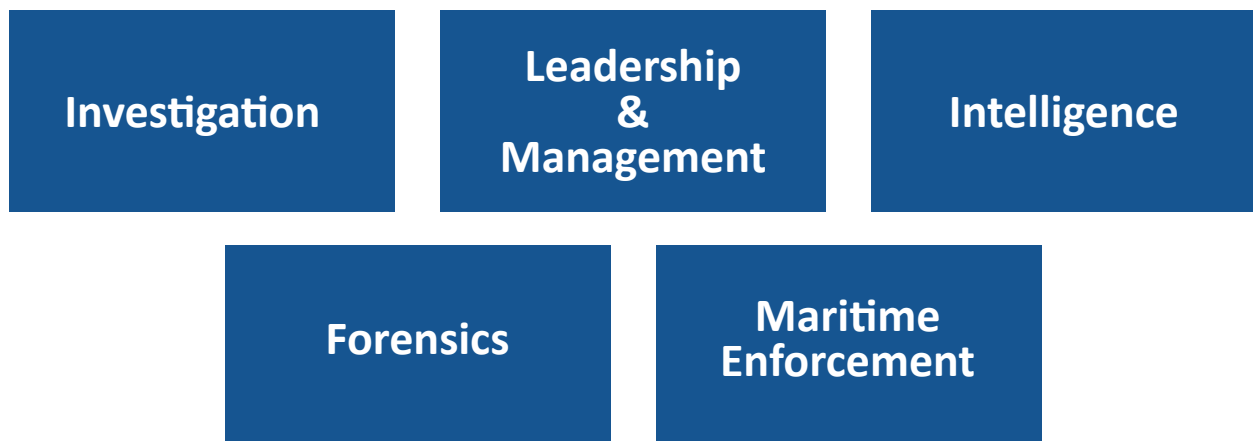 Investigation
Leadership
&
Management
Intelligence
Forensics
Maritime
Enforcement